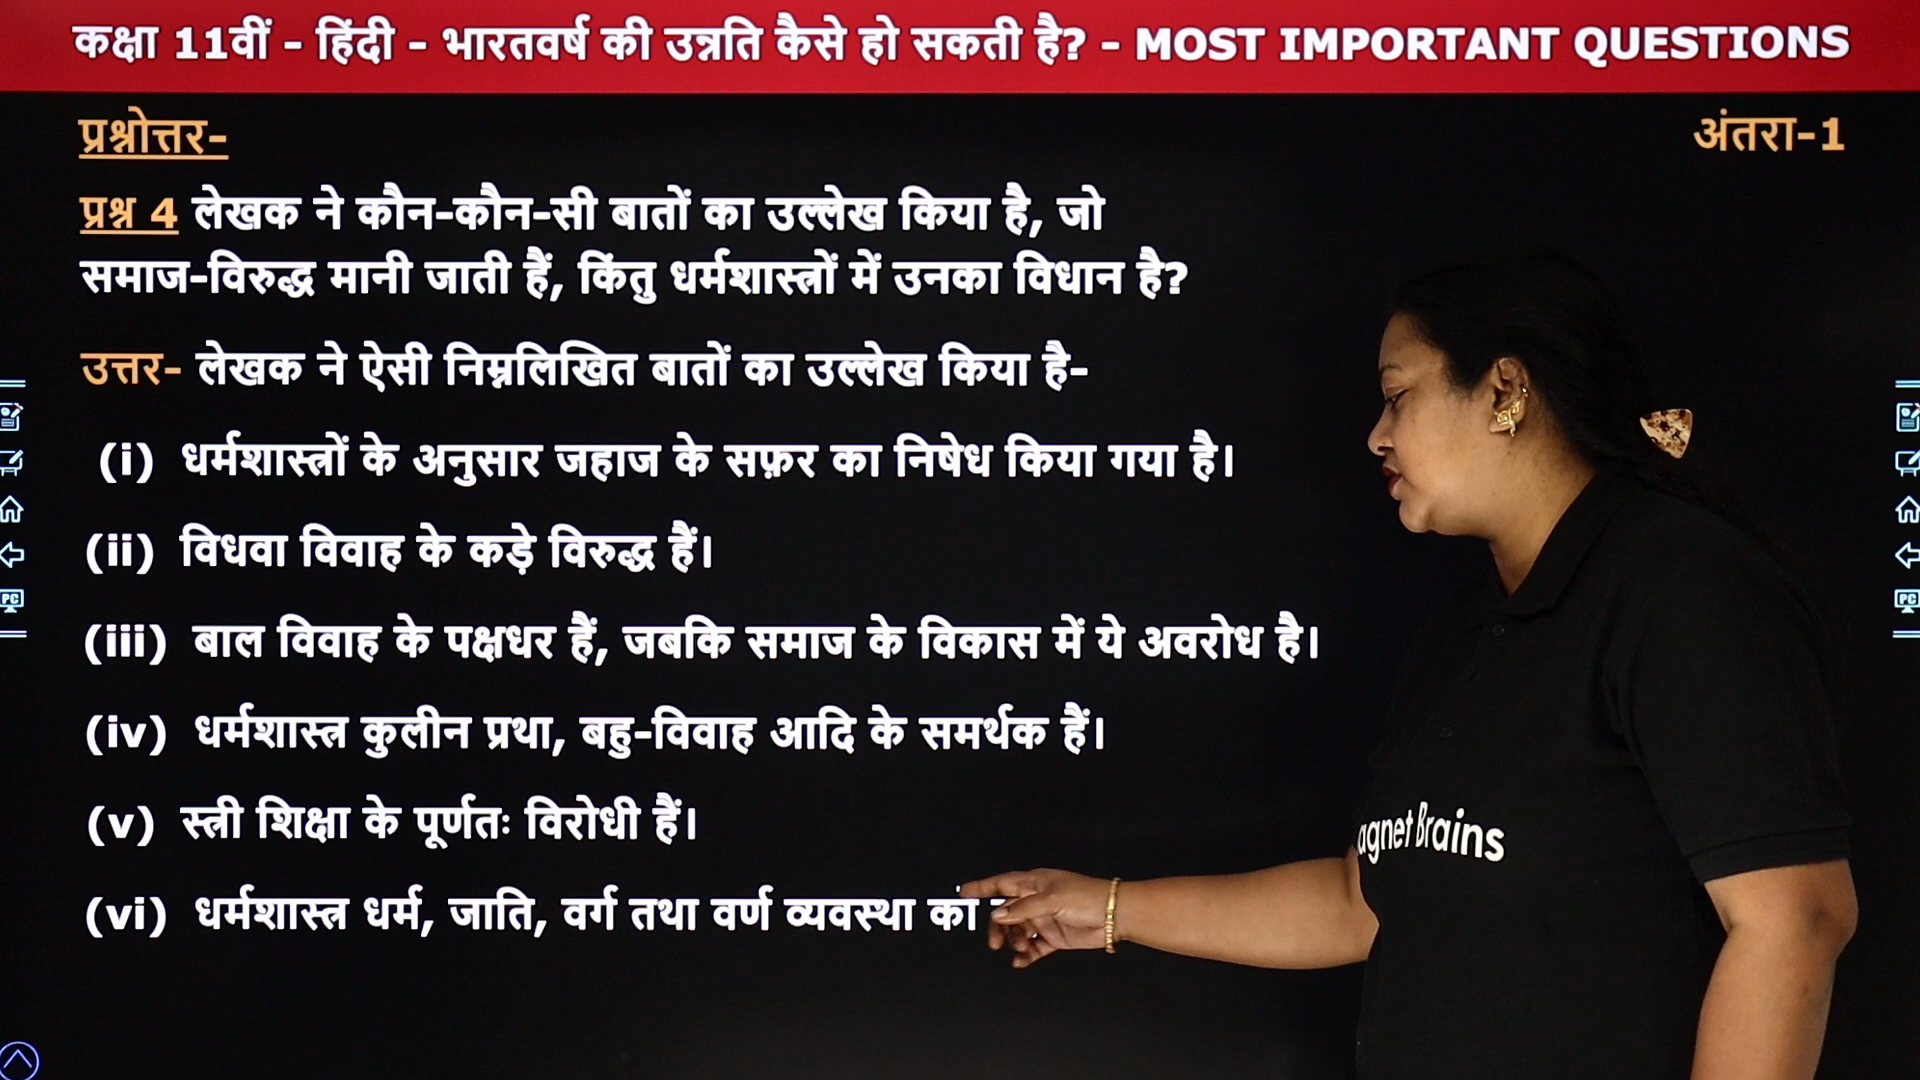 कक्षा 11वीं - हिंदी - भारतवर्ष की उन्नति कैसे हो सकती है? - MOST IMPORTANT QUESTIONS
प्रश्नोत्तर-
अंतरा-1
प्रश्न 4 लेखक ने कौन-कौन-सी बातों का उल्लेख किया है, जो
समाज-विरुद्ध मानी जाती हैं, किंतु धर्मशास्त्रों में उनका विधान है?
उत्तर- लेखक ने ऐसी निम्नलिखित बातों का उल्लेख किया है-
(i) धर्मशास्त्रों के अनुसार जहाज के सफ़र का निषेध किया गया है।
(ii) विधवा विवाह के कड़े विरुद्ध हैं।
(iii) बाल विवाह के पक्षधर हैं, जबकि समाज के विकास में ये अवरोध है।
(iv) धर्मशास्त्र कुलीन प्रथा, बहु-विवाह आदि के समर्थक हैं।
(v) स्त्री शिक्षा के पूर्णतः विरोधी हैं।
(vi) धर्मशास्त्र धर्म, जाति, वर्ग तथा वर्ण व्यवस्था
agnet Brains
PC
PC